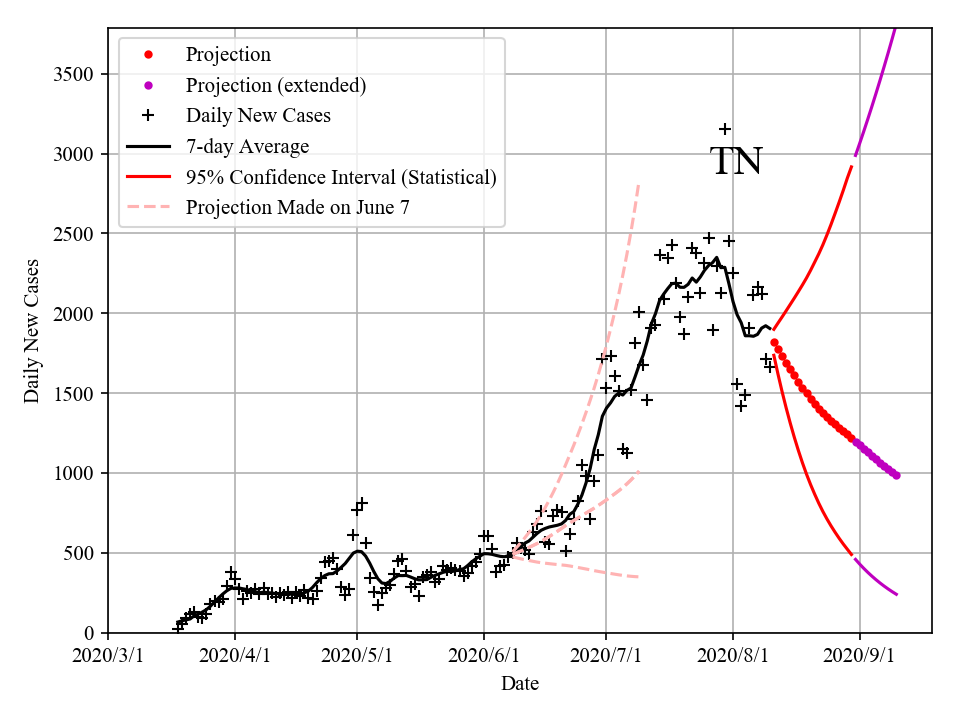 Projection
Projection (extended)
Daily New Cases
7-day Average
95% Confidence Interval (Statistical)
Projection Made on June 7
TN
3500
3000
2500
2000
1500
1000
500
0
Daily New Cases
2020/3/1 2020/4/1 2020/5/1 2020/6/1 2020/7/1 2020/8/1 2020/9/1
Date